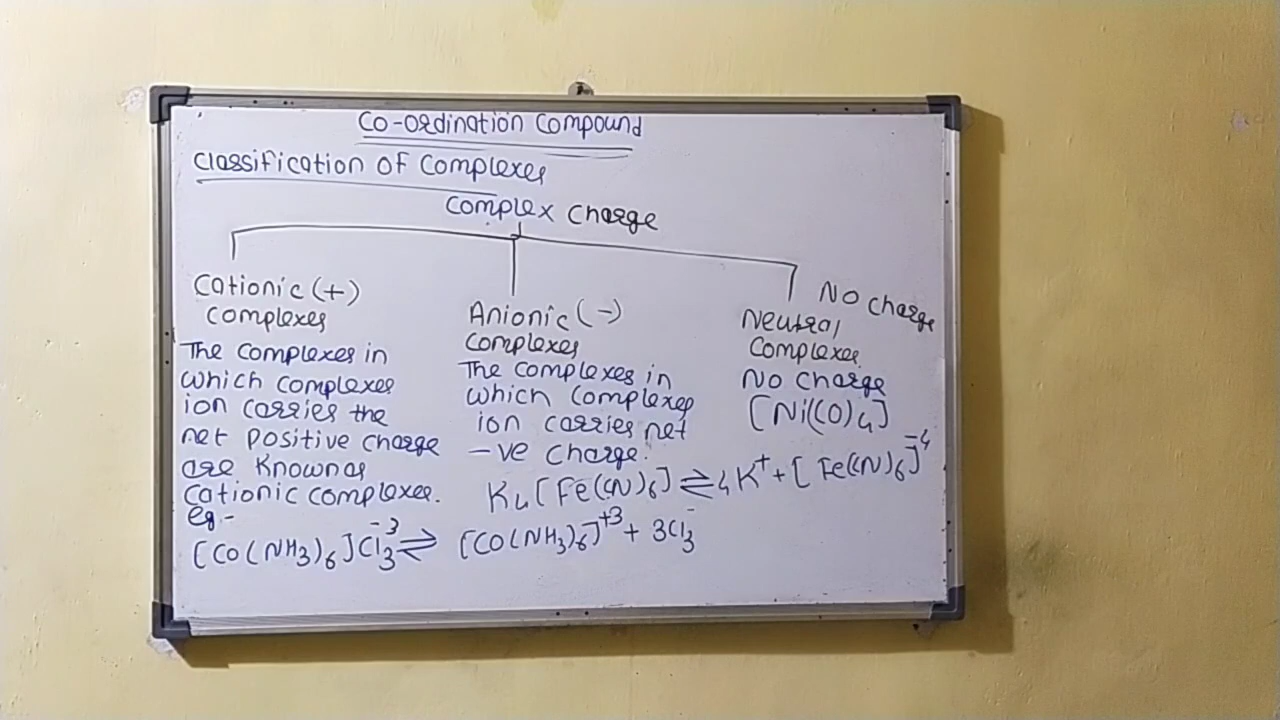 Co-ordination Compound
Classification of Complexes
Complex Charge
Cationic (+)
Complexes
The Complexes in
which Complexes
ion carries the
net positive charge
are Known as
Cationic complexes.
eg-
[Co(NH3)6]Cl3⁻³ ⇌ [Co(NH3)6]⁺³ + 3Cl3⁻
Anionic (-)
Complexes
The Complexes in
which Complexes
ion carries net
-ve charge.
K4[Fe(CN)6] ⇌ 4K⁺ + [Fe(CN)6]⁻⁴
No charge
Neutral
Complexes
No charge
[Ni(CO)4]